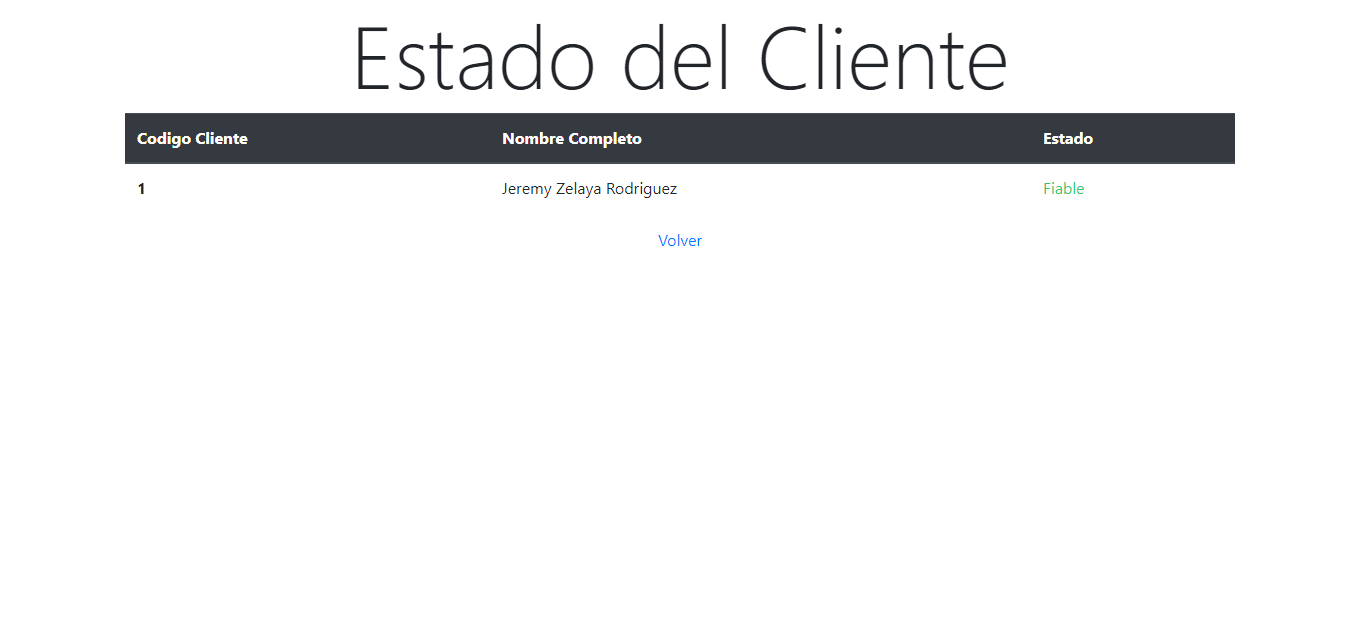 Estado del Cliente
Codigo Cliente Nombre Completo Estado
1 Jeremy Zelaya Rodriguez Fiable
Volver